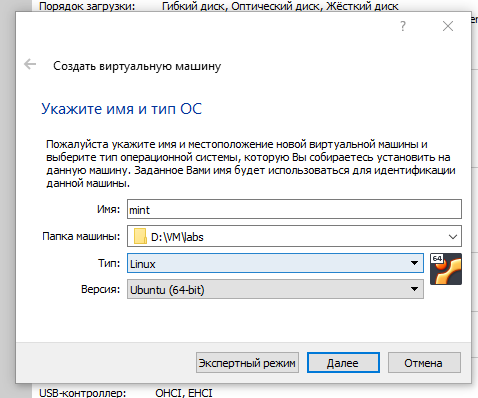 Порядок загрузки: Гибкий диск, Оптический диск, Жёсткий диск
?
Создать виртуальную машину
Укажите имя и тип ОС
Пожалуйста укажите имя и местоположение новой виртуальной машины и
выберите тип операционной системы, которую Вы собираетесь установить на
данную машину. Заданное Вами имя будет использоваться для идентификации
данной машины.
Имя: mint
Папка машины: D:\VM\labs
Тип: Linux
64
Версия: Ubuntu (64-bit)
Экспертный режим Далее Отмена
USB-контроллер: OHCI, EHCI